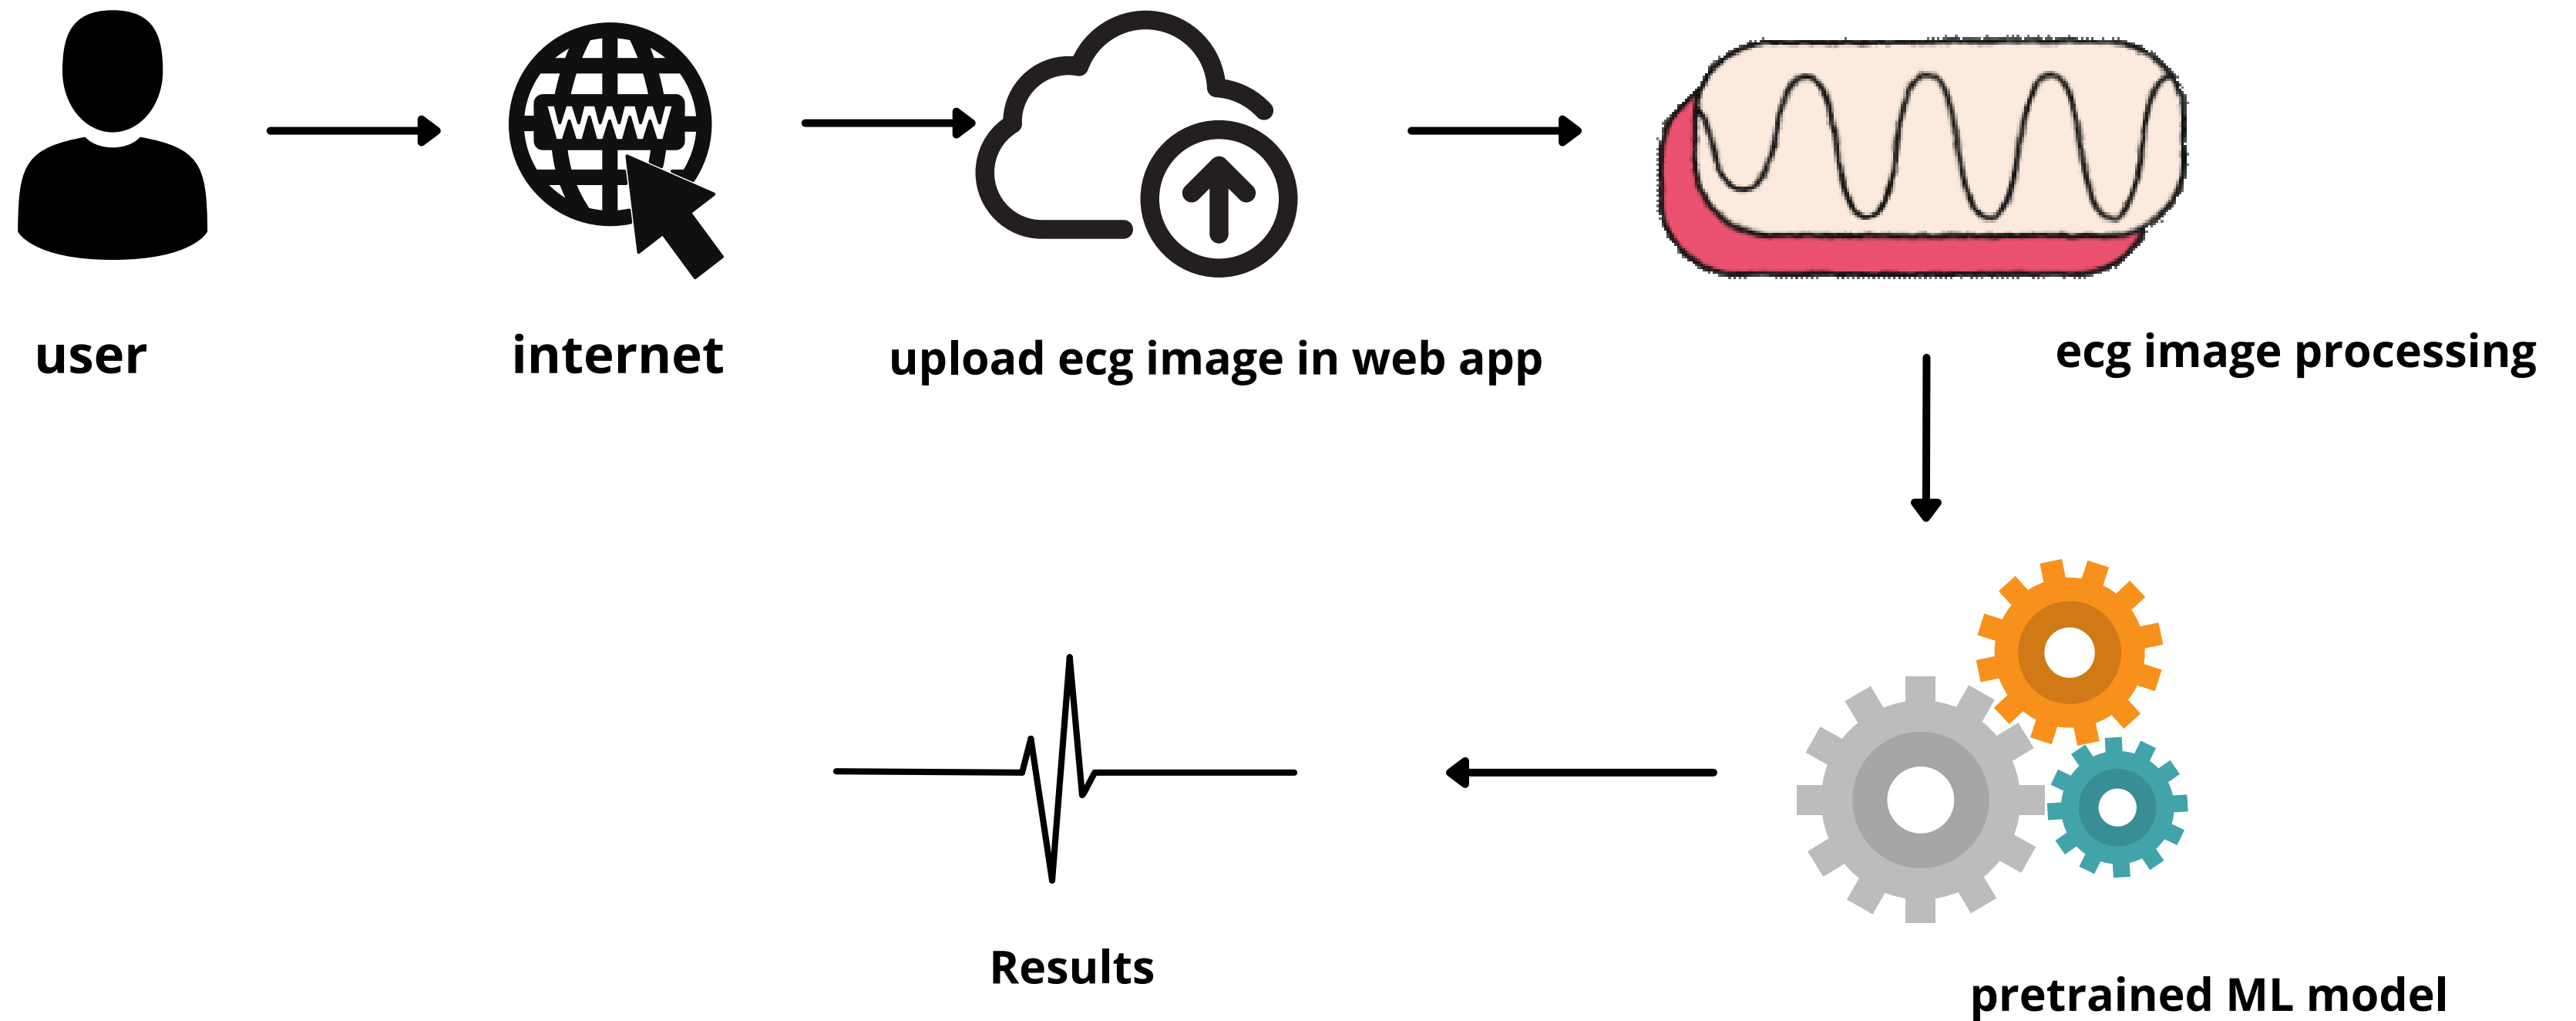 www
user
internet
upload ecg image in web app
ecg image processing
Results
pretrained ML model